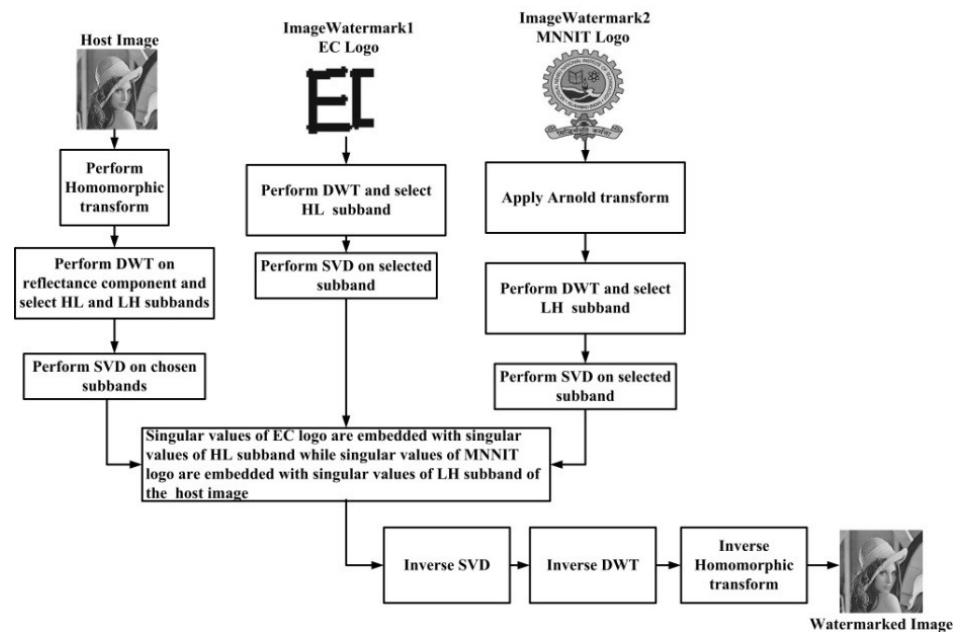 Host Image
ImageWatermark1
EC Logo
EC
ImageWatermark2
MNNIT Logo
Perform
Homomorphic
transform
Perform DWT and select
HL subband
Apply Arnold transform
Perform DWT on
reflectance component and
select HL and LH subbands
Perform SVD on selected
subband
Perform DWT and select
LH subband
Perform SVD on chosen
subbands
Perform SVD on selected
subband
Singular values of EC logo are embedded with singular
values of HL subband while singular values of MNNIT
logo are embedded with singular values of LH subband of
the host image
Inverse SVD
Inverse DWT
Inverse
Homomorphic
transform
Watermarked Image